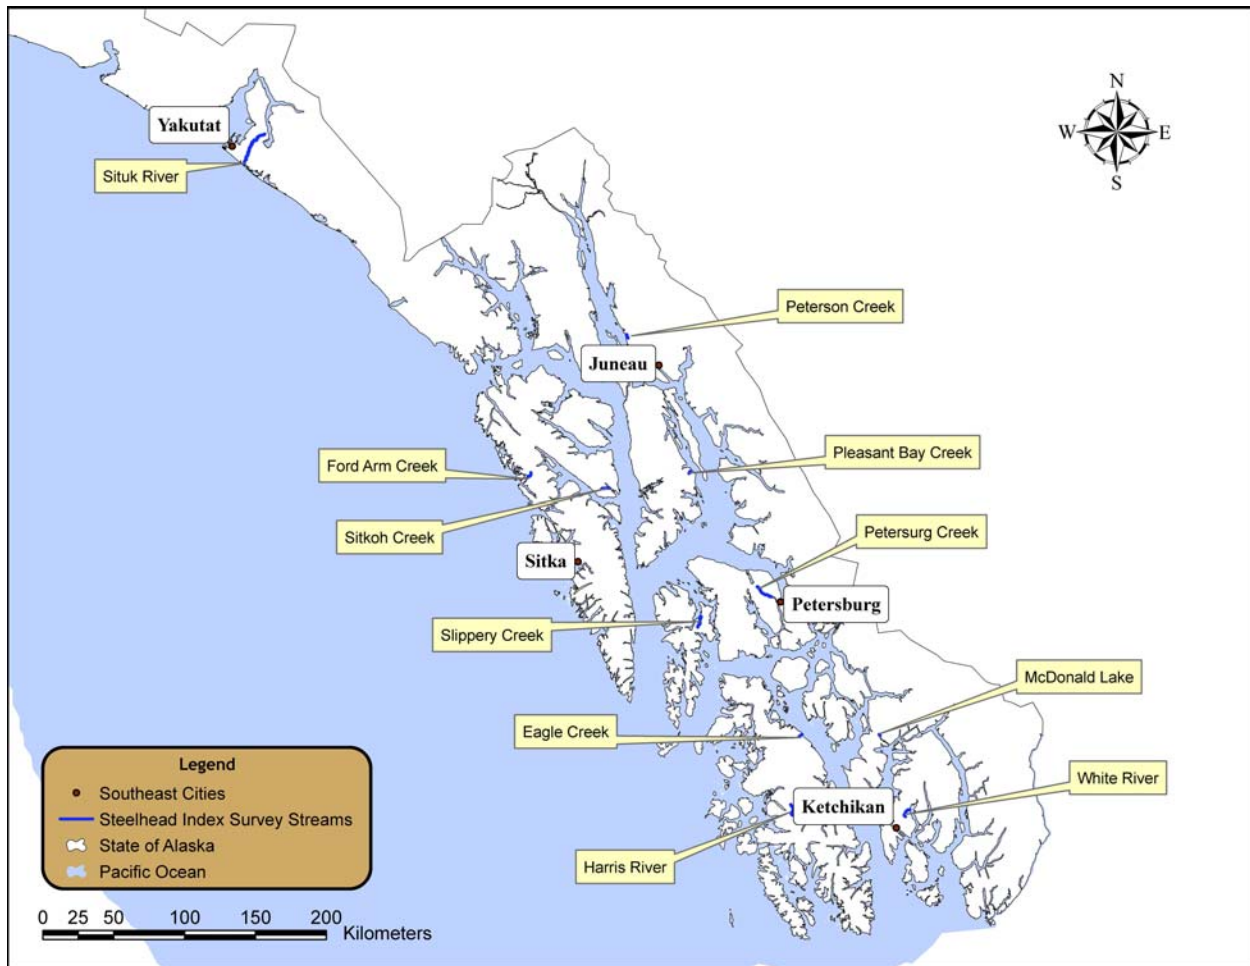 N
W
E
S
Yakutat
Situk River
Peterson Creek
Juneau
Pleasant Bay Creek
Ford Arm Creek
Sitkoh Creek
Petersurg Creek
Sitka
Petersburg
Slippery Creek
McDonald Lake
Eagle Creek
White River
Ketchikan
Harris River
Legend
Southeast Cities
Steelhead Index Survey Streams
State of Alaska
Pacific Ocean
0 25 50 100 150 200
Kilometers